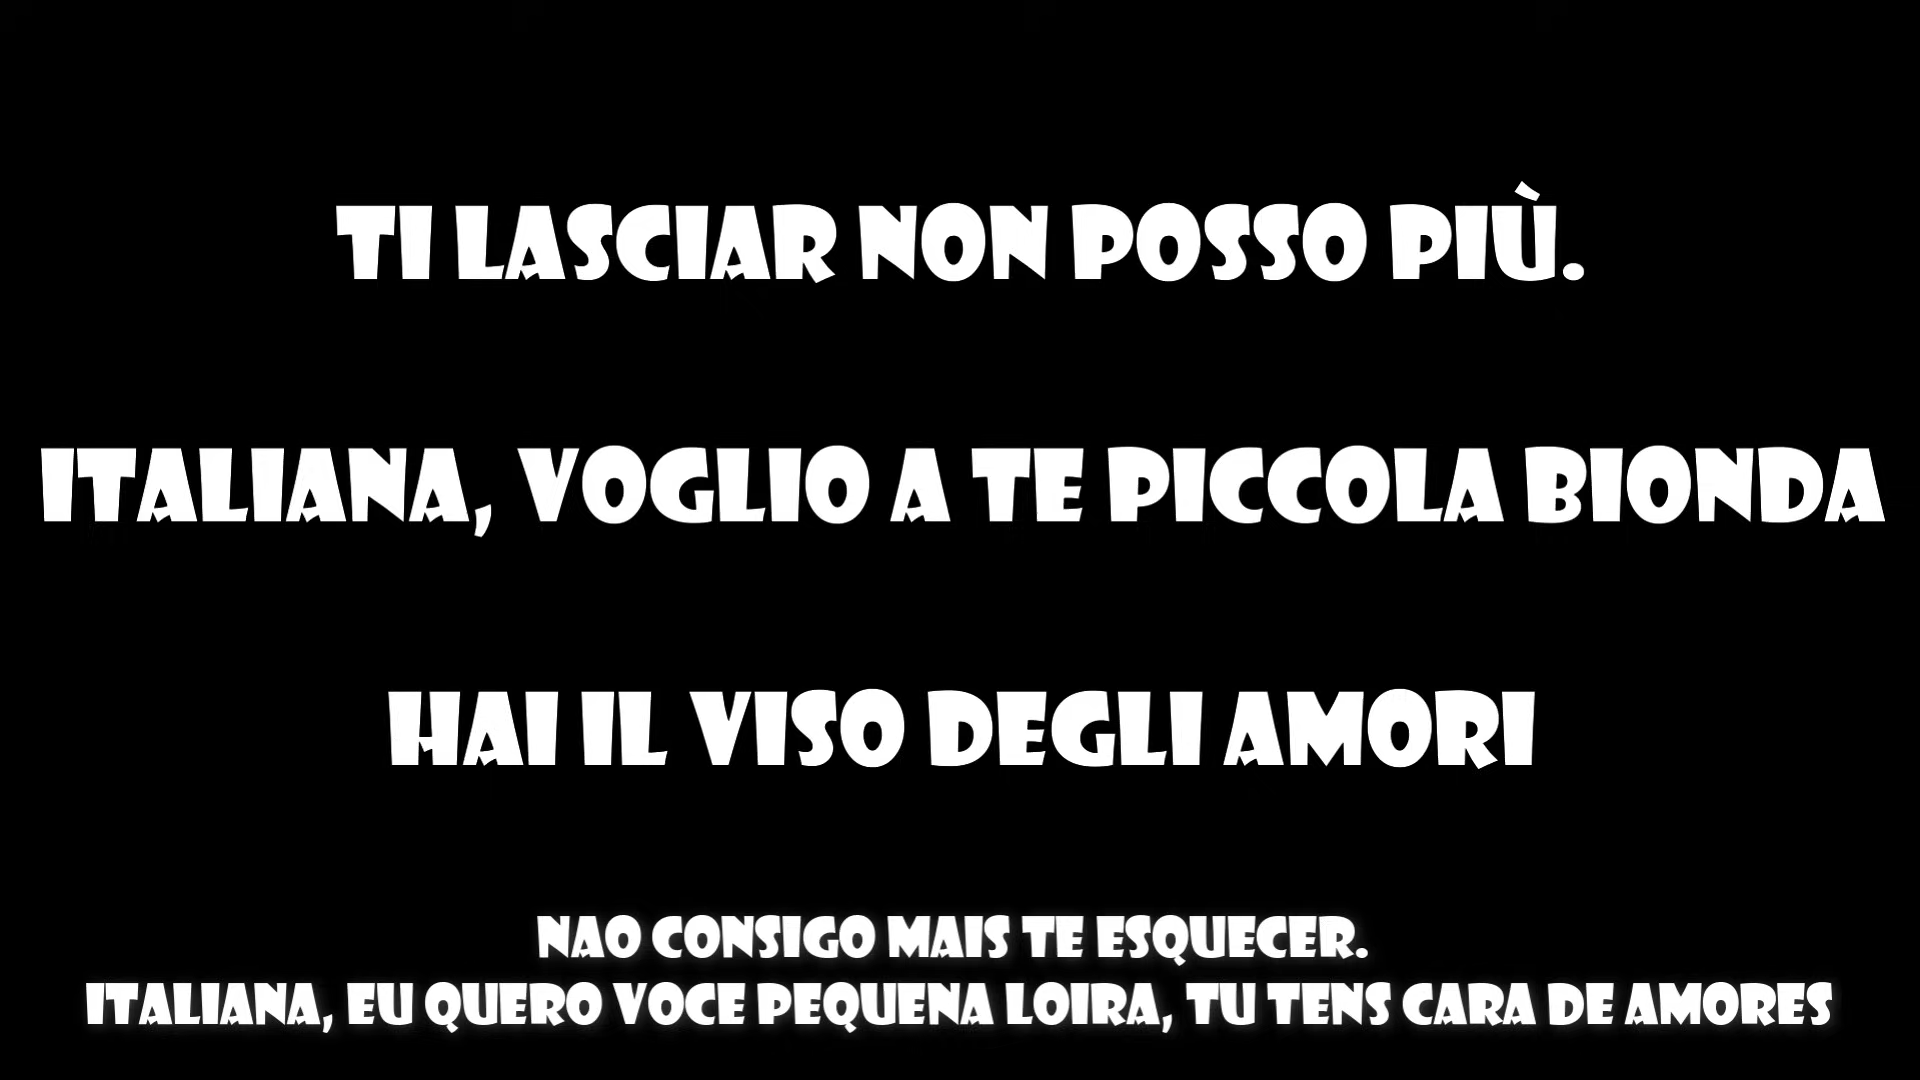 TI LASCIAR NON POSSO PIÙ.
ITALIANA, VOGLIO A TE PICCOLA BIONDA
HAI IL VISO DEGLI AMORI
NAO CONSIGO MAIS TE ESQUECER.
ITALIANA, EU QUERO VOCE PEQUENA LOIRA, TU TENS CARA DE AMORES